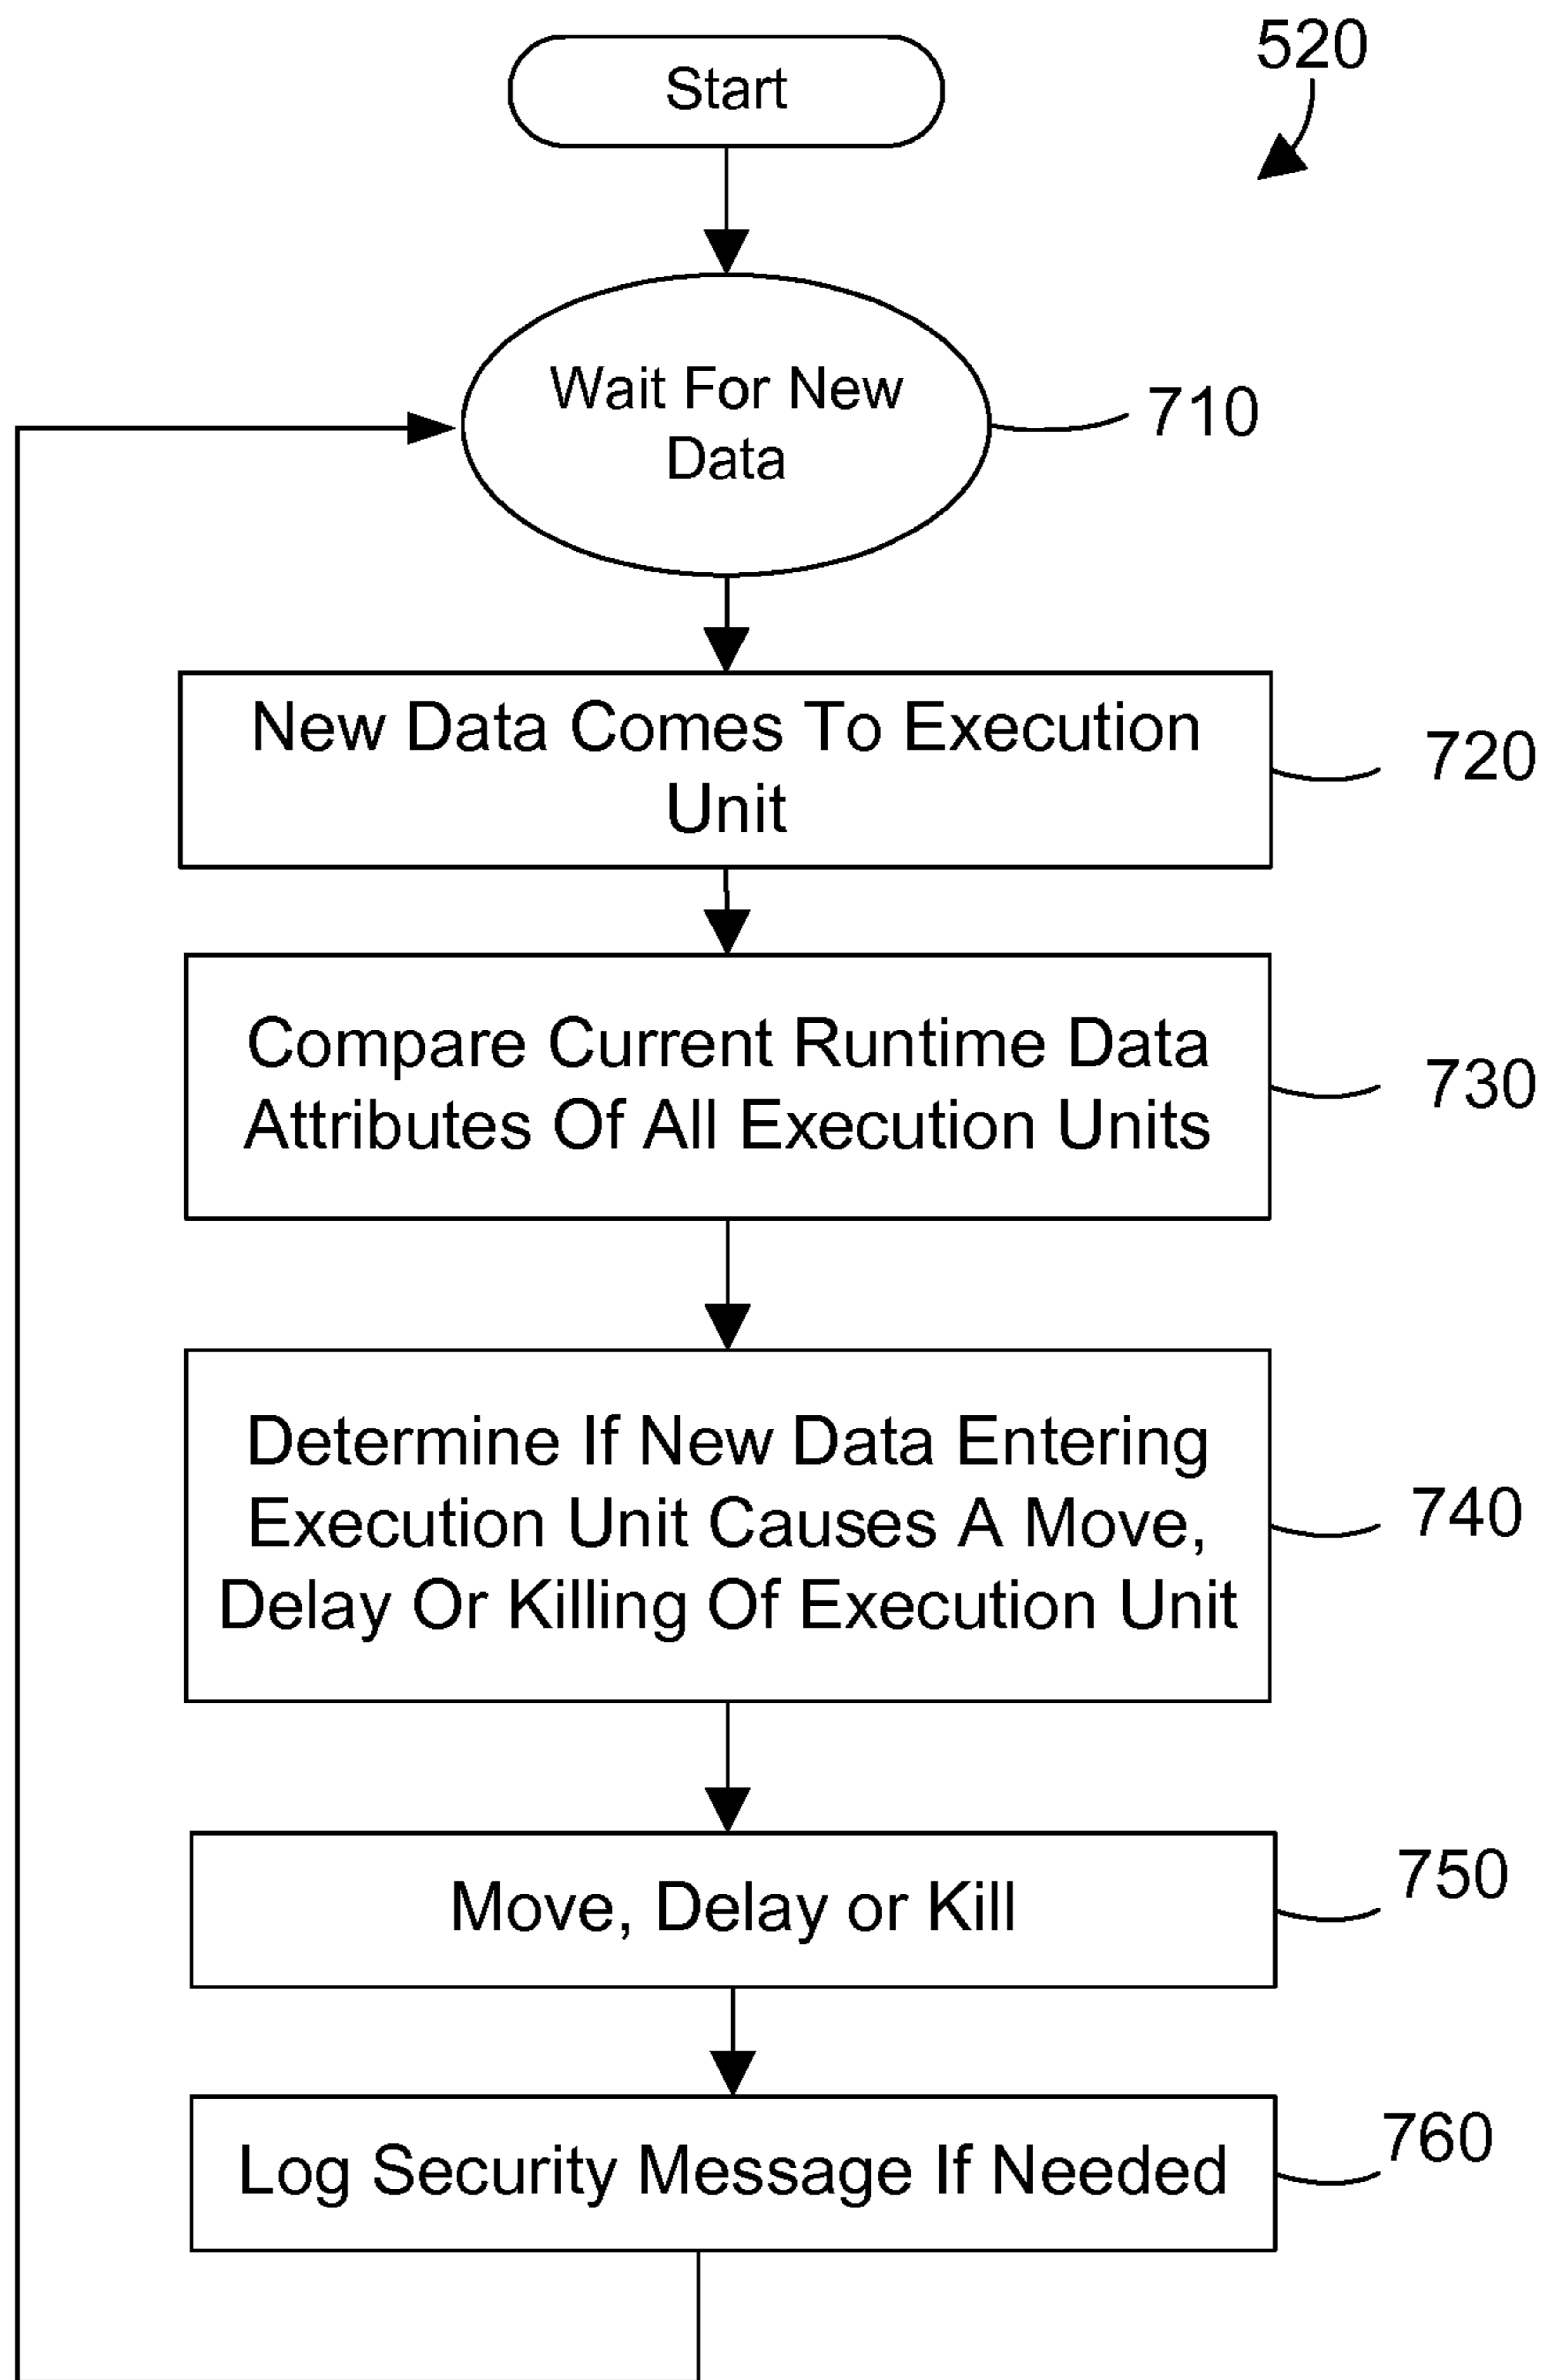 520
Start
Wait For New
Data
710
New Data Comes To Execution
Unit
720
Compare Current Runtime Data
Attributes Of All Execution Units
730
Determine If New Data Entering
Execution Unit Causes A Move,
Delay Or Killing Of Execution Unit
740
Move, Delay or Kill
750
Log Security Message If Needed
760